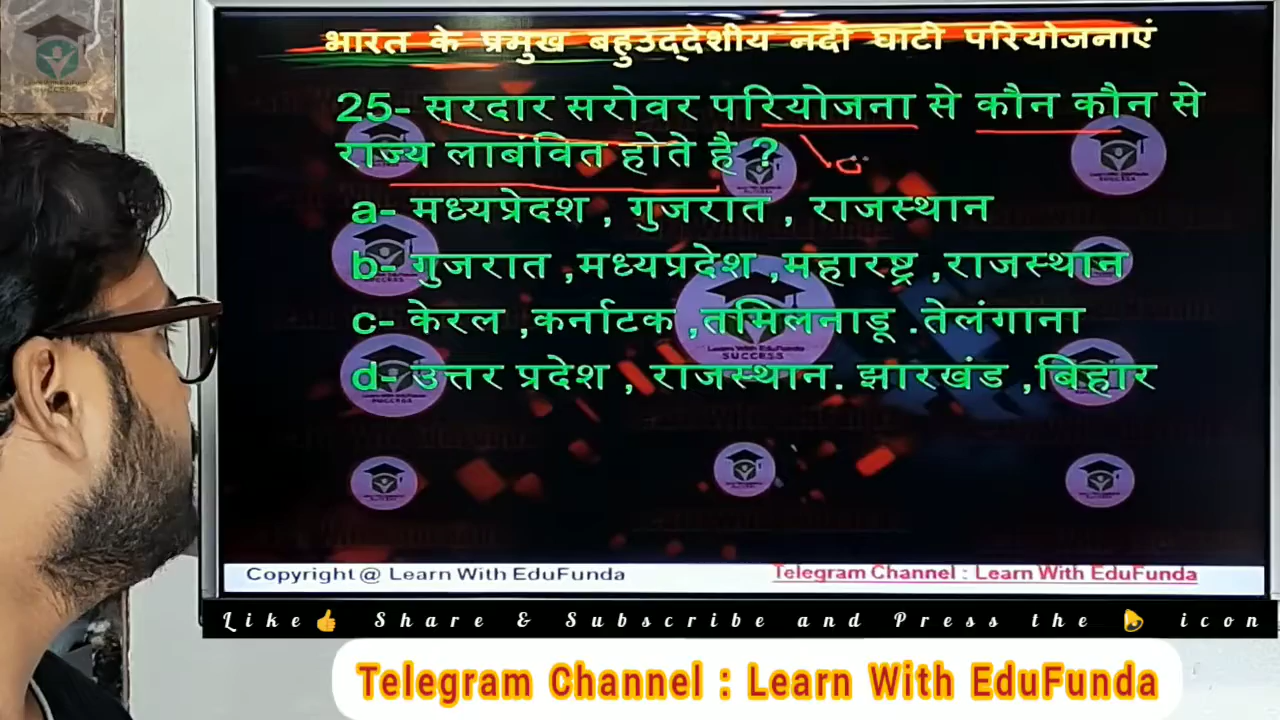 भारत के प्रमुख बहुउद्देशीय नदी घाटी परियोजनाएं
25- सरदार सरोवर परियोजना से कौन कौन से
राज्य लाबंवित होते है ?
a- मध्यप्रेदश , गुजरात , राजस्थान
b- गुजरात ,मध्यप्रदेश ,महारष्ट्र ,राजस्थान
c- केरल ,कर्नाटक ,तमिलनाडू .तेलंगाना
d- उत्तर प्रदेश , राजस्थान. झारखंड ,बिहार
Copyright @ Learn With EduFunda
Telegram Channel : Learn With EduFunda
Like👍 Share & Subscribe and Press the 🔔 icon
Telegram Channel : Learn With EduFunda